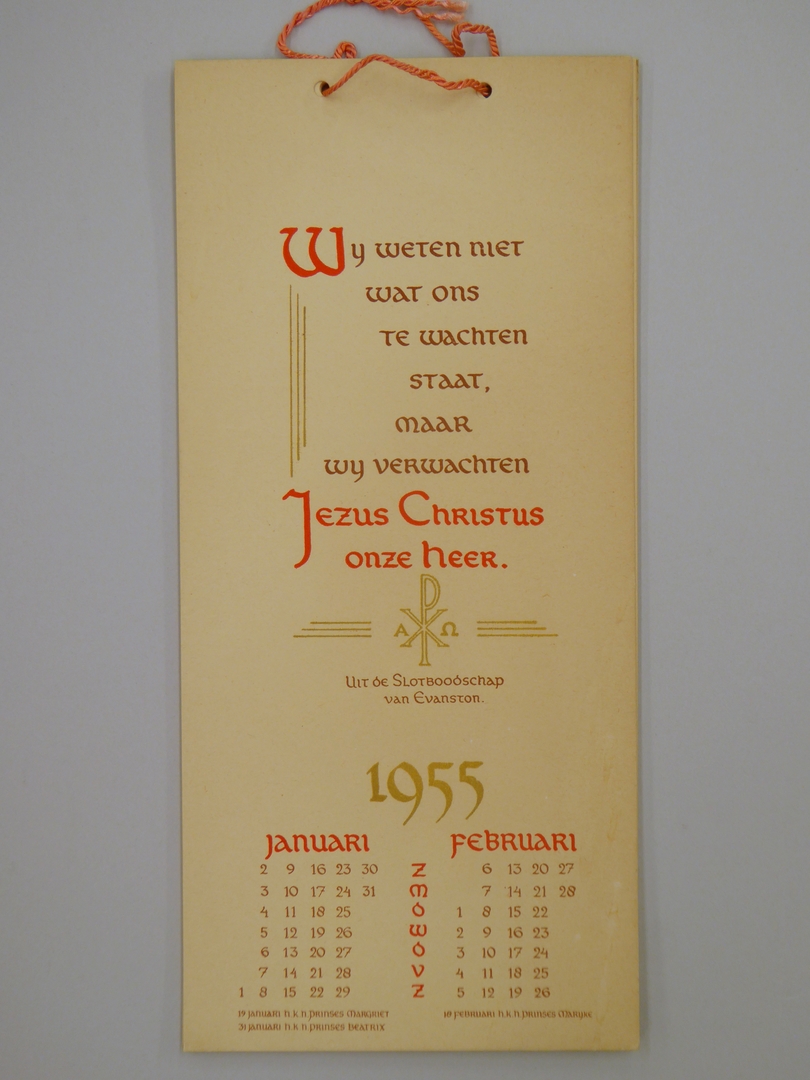 Wy weten niet
wat ons
te wachten
staat,
maar
wy verwachten
Jezus Christus
onze heer.
Α Ω
Uit de Slotboodschap
van Evanston.
1955
januari februari
2 9 16 23 30 Z 6 13 20 27
3 10 17 24 31 M 7 14 21 28
4 11 18 25 D 1 8 15 22
5 12 19 26 W 2 9 16 23
6 13 20 27 D 3 10 17 24
7 14 21 28 V 4 11 18 25
1 8 15 22 29 Z 5 12 19 26
19 januari h.k.h. prinses Margriet 18 februari h.k.h. prinses Maryke
31 januari h.k.h. prinses Beatrix